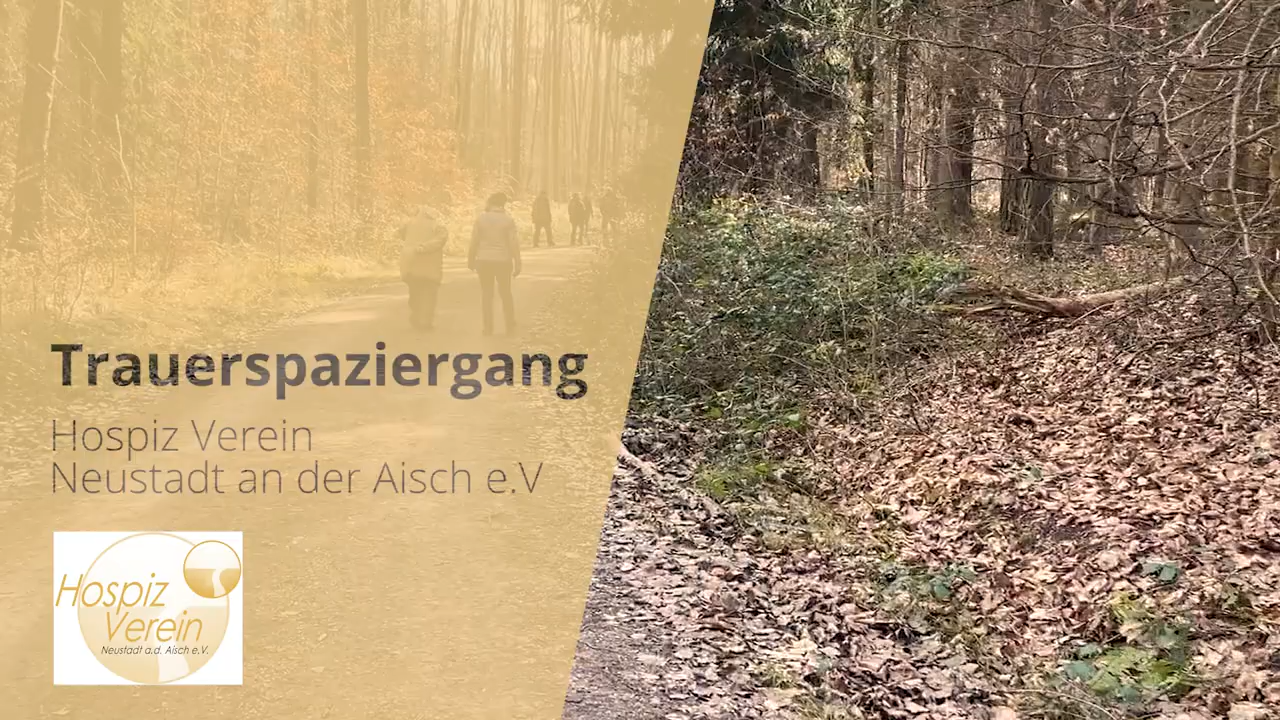 Trauerspaziergang
Hospiz Verein
Neustadt an der Aisch e.V
Hospiz
Verein
Neustadt a.d. Aisch e.V.